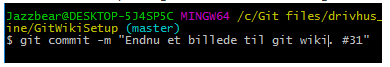 Jazzbear@DESKTOP-5J4SP5C MINGW64 /c/Git files/drivhus_
ine/GitWikiSetup (master)
$ git commit -m "Endnu et billede til git wiki. #31"